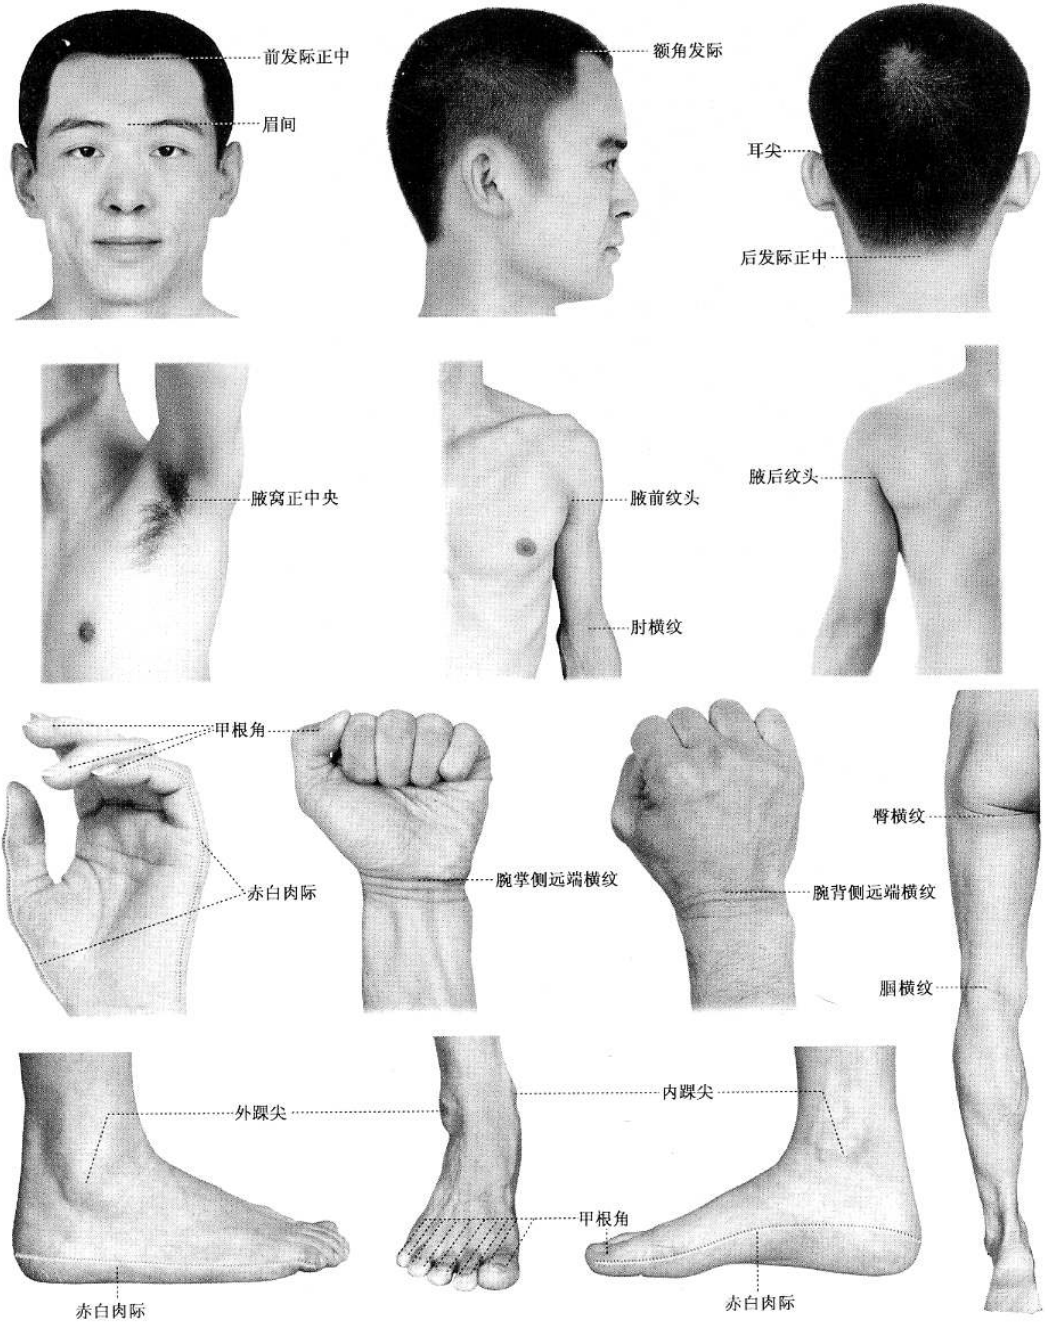 前发际正中
额角发际
眉间
耳尖
后发际正中
腋窝正中央
腋前纹头
腋后纹头
肘横纹
甲根角
臀横纹
赤白肉际
腕掌侧远端横纹
腕背侧远端横纹
腘横纹
外踝尖
内踝尖
甲根角
赤白肉际
赤白肉际